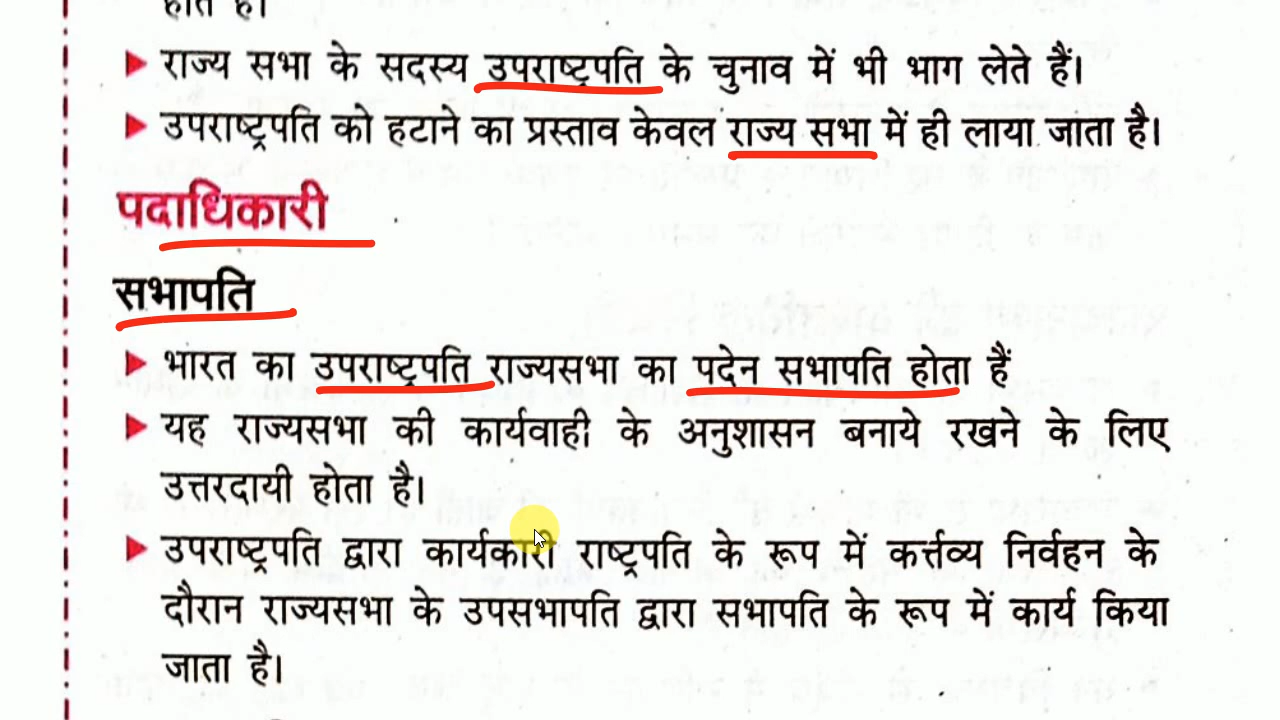 होते हैं।
राज्य सभा के सदस्य उपराष्ट्रपति के चुनाव में भी भाग लेते हैं।
उपराष्ट्रपति को हटाने का प्रस्ताव केवल राज्य सभा में ही लाया जाता है।
पदाधिकारी
सभापति
भारत का उपराष्ट्रपति राज्यसभा का पदेन सभापति होता हैं
यह राज्यसभा की कार्यवाही के अनुशासन बनाये रखने के लिए
उत्तरदायी होता है।
उपराष्ट्रपति द्वारा कार्यकारी राष्ट्रपति के रूप में कर्त्तव्य निर्वहन के
दौरान राज्यसभा के उपसभापति द्वारा सभापति के रूप में कार्य किया
जाता है।